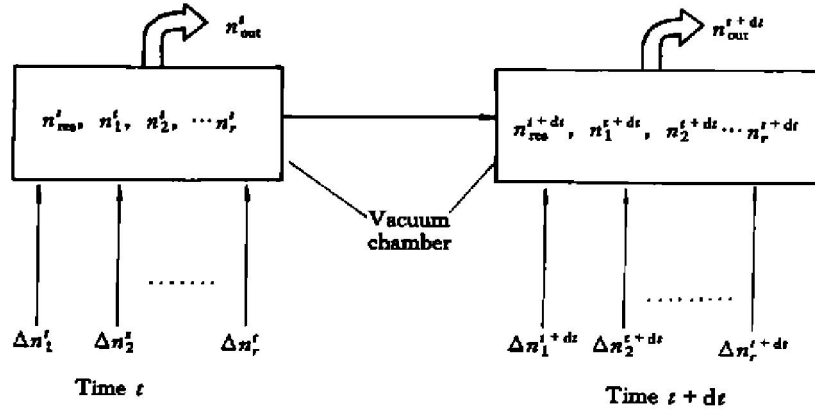 n^t_out
n^{t+dt}_out
n^t_res, n^t_1, n^t_2, ⋯ n^t_r
n^{t+dt}_res, n^{t+dt}_1, n^{t+dt}_2 ⋯ n^{t+dt}_r
Vacuum
chamber
........
.........
Δn^t_1 Δn^t_2 Δn^t_r
Δn^{t+dt}_1 Δn^{t+dt}_2 Δn^{t+dt}_r
Time t
Time t + dt